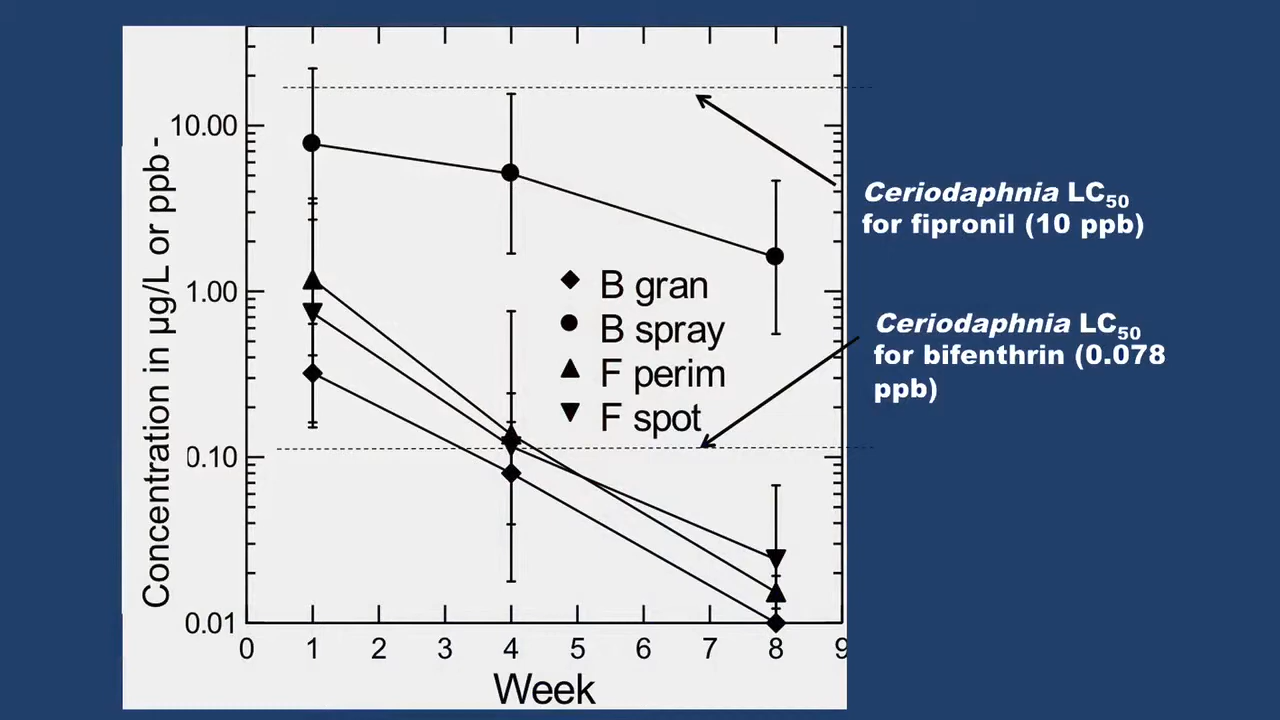 Concentration in µg/L or ppb -
10.00
1.00
0.10
0.01
0 1 2 3 4 5 6 7 8 9
Week
B gran
B spray
F perim
F spot
Ceriodaphnia LC50
for fipronil (10 ppb)
Ceriodaphnia LC50
for bifenthrin (0.078
ppb)